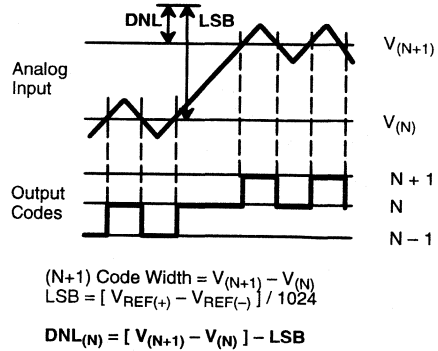 DNL LSB
V(N+1)
Analog
Input
V(N)
N + 1
Output
Codes
N
N – 1
(N+1) Code Width = V(N+1) – V(N)
LSB = [ VREF(+) – VREF(–) ] / 1024
DNL(N) = [ V(N+1) – V(N) ] – LSB